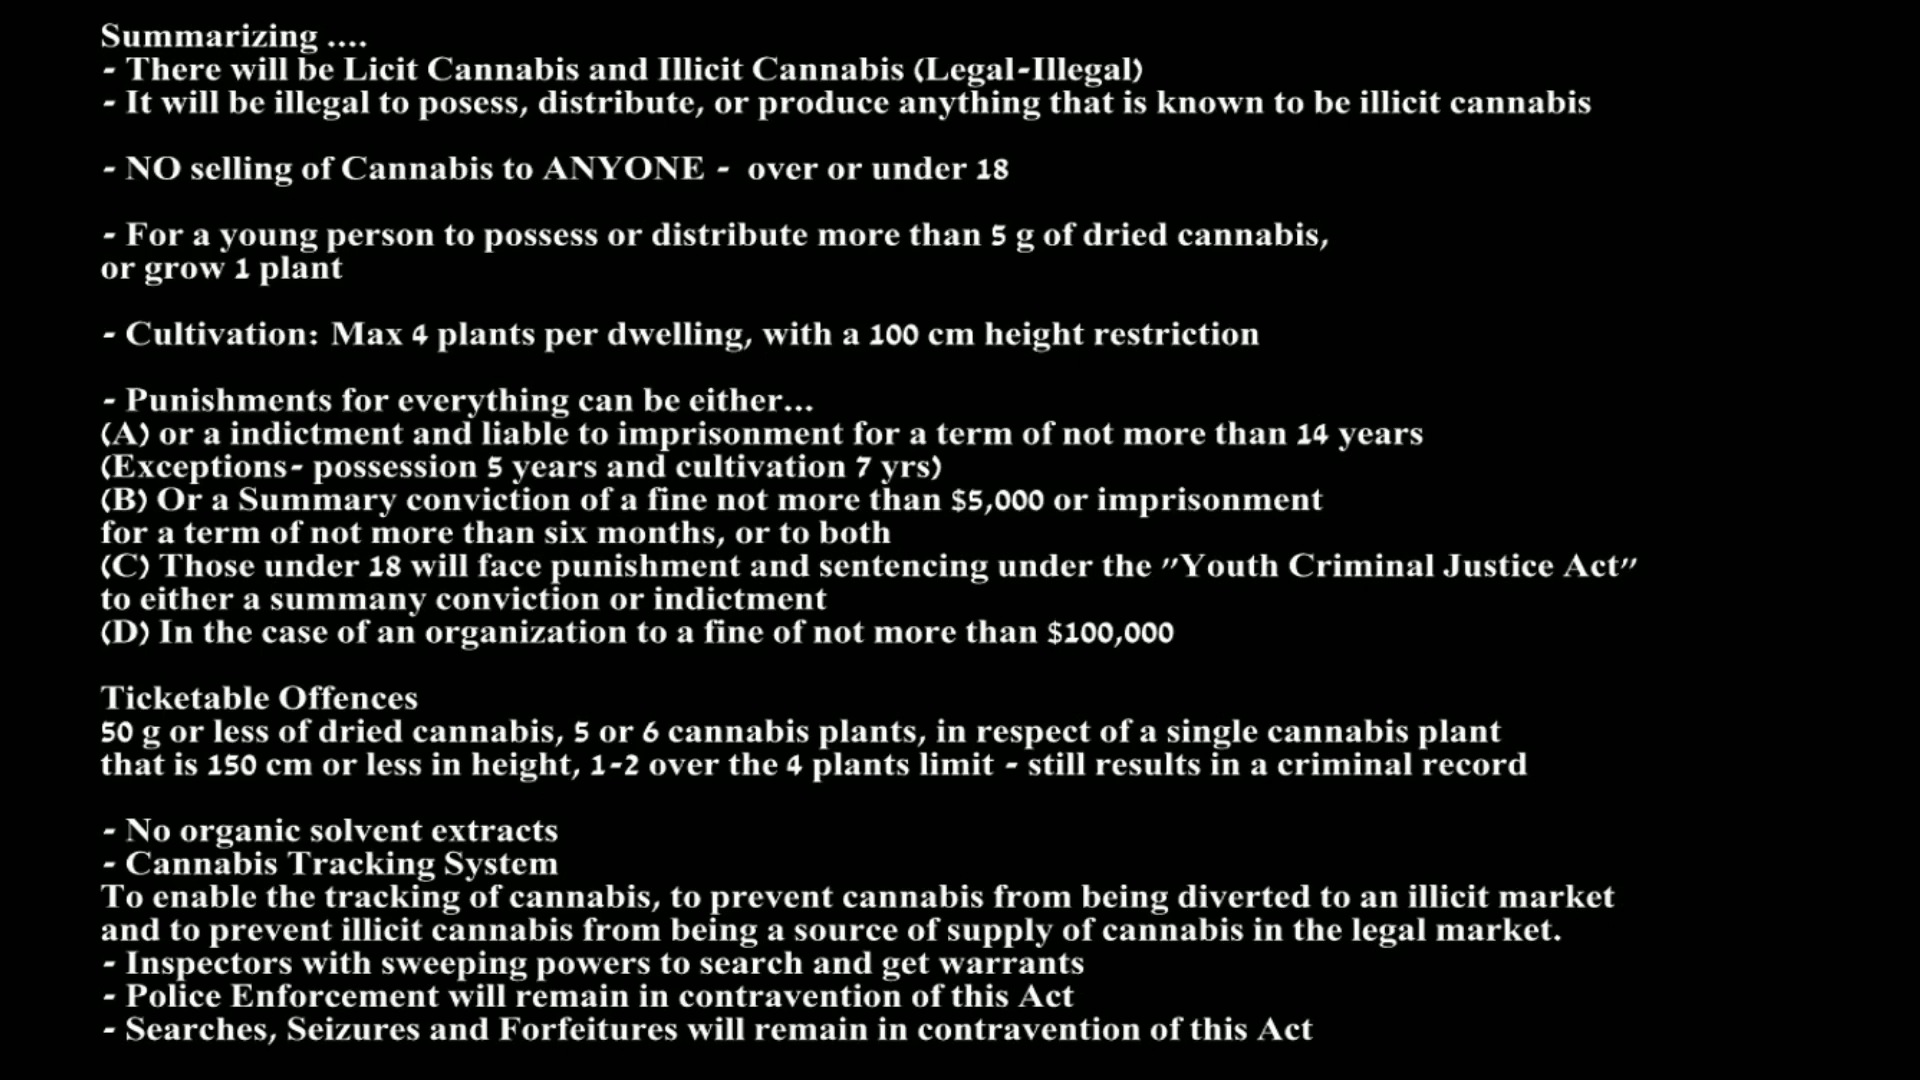 Summarizing ....
- There will be Licit Cannabis and Illicit Cannabis (Legal-Illegal)
- It will be illegal to posess, distribute, or produce anything that is known to be illicit cannabis
- NO selling of Cannabis to ANYONE -  over or under 18
- For a young person to possess or distribute more than 5 g of dried cannabis,
or grow 1 plant
- Cultivation: Max 4 plants per dwelling, with a 100 cm height restriction
- Punishments for everything can be either...
(A) or a indictment and liable to imprisonment for a term of not more than 14 years
(Exceptions- possession 5 years and cultivation 7 yrs)
(B) Or a Summary conviction of a fine not more than $5,000 or imprisonment
for a term of not more than six months, or to both
(C) Those under 18 will face punishment and sentencing under the "Youth Criminal Justice Act"
to either a summany conviction or indictment
(D) In the case of an organization to a fine of not more than $100,000
Ticketable Offences
50 g or less of dried cannabis, 5 or 6 cannabis plants, in respect of a single cannabis plant
that is 150 cm or less in height, 1-2 over the 4 plants limit - still results in a criminal record
- No organic solvent extracts
- Cannabis Tracking System
To enable the tracking of cannabis, to prevent cannabis from being diverted to an illicit market
and to prevent illicit cannabis from being a source of supply of cannabis in the legal market.
- Inspectors with sweeping powers to search and get warrants
- Police Enforcement will remain in contravention of this Act
- Searches, Seizures and Forfeitures will remain in contravention of this Act